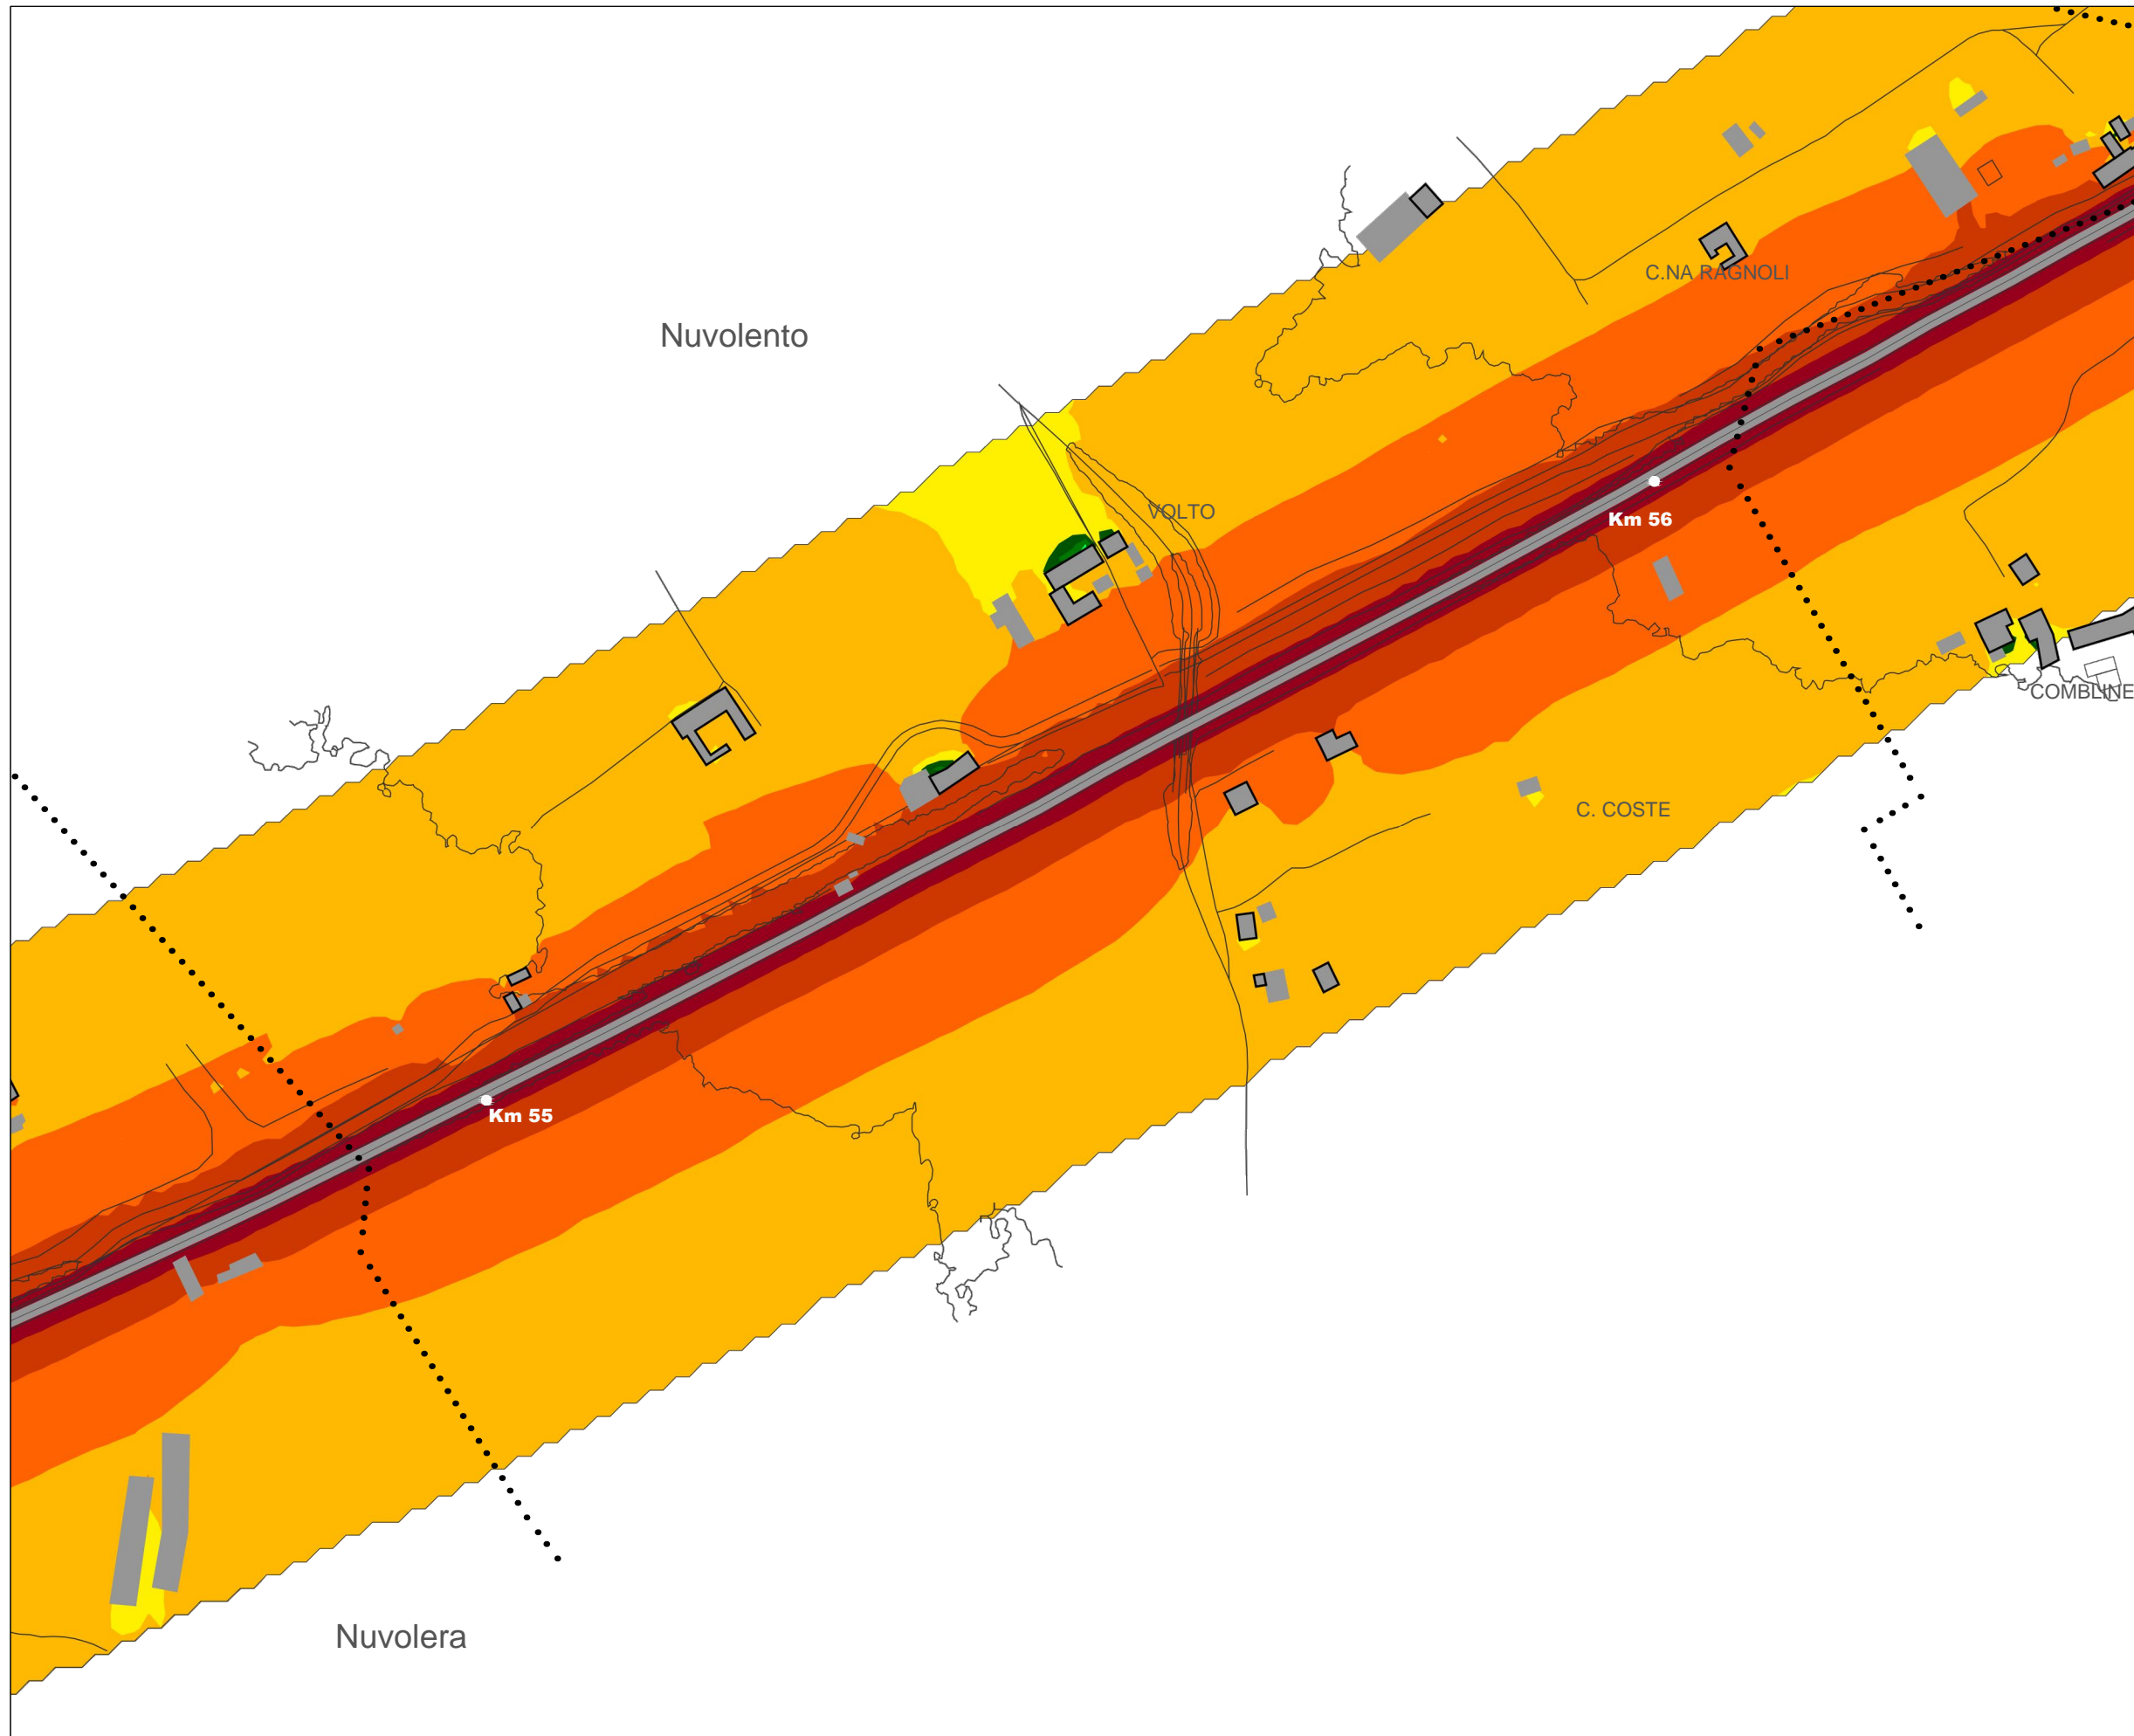 C.NA RAGNOLI
Nuvolento
VOLTO
Km 56
COMBLINE
C. COSTE
Km 55
Nuvolera